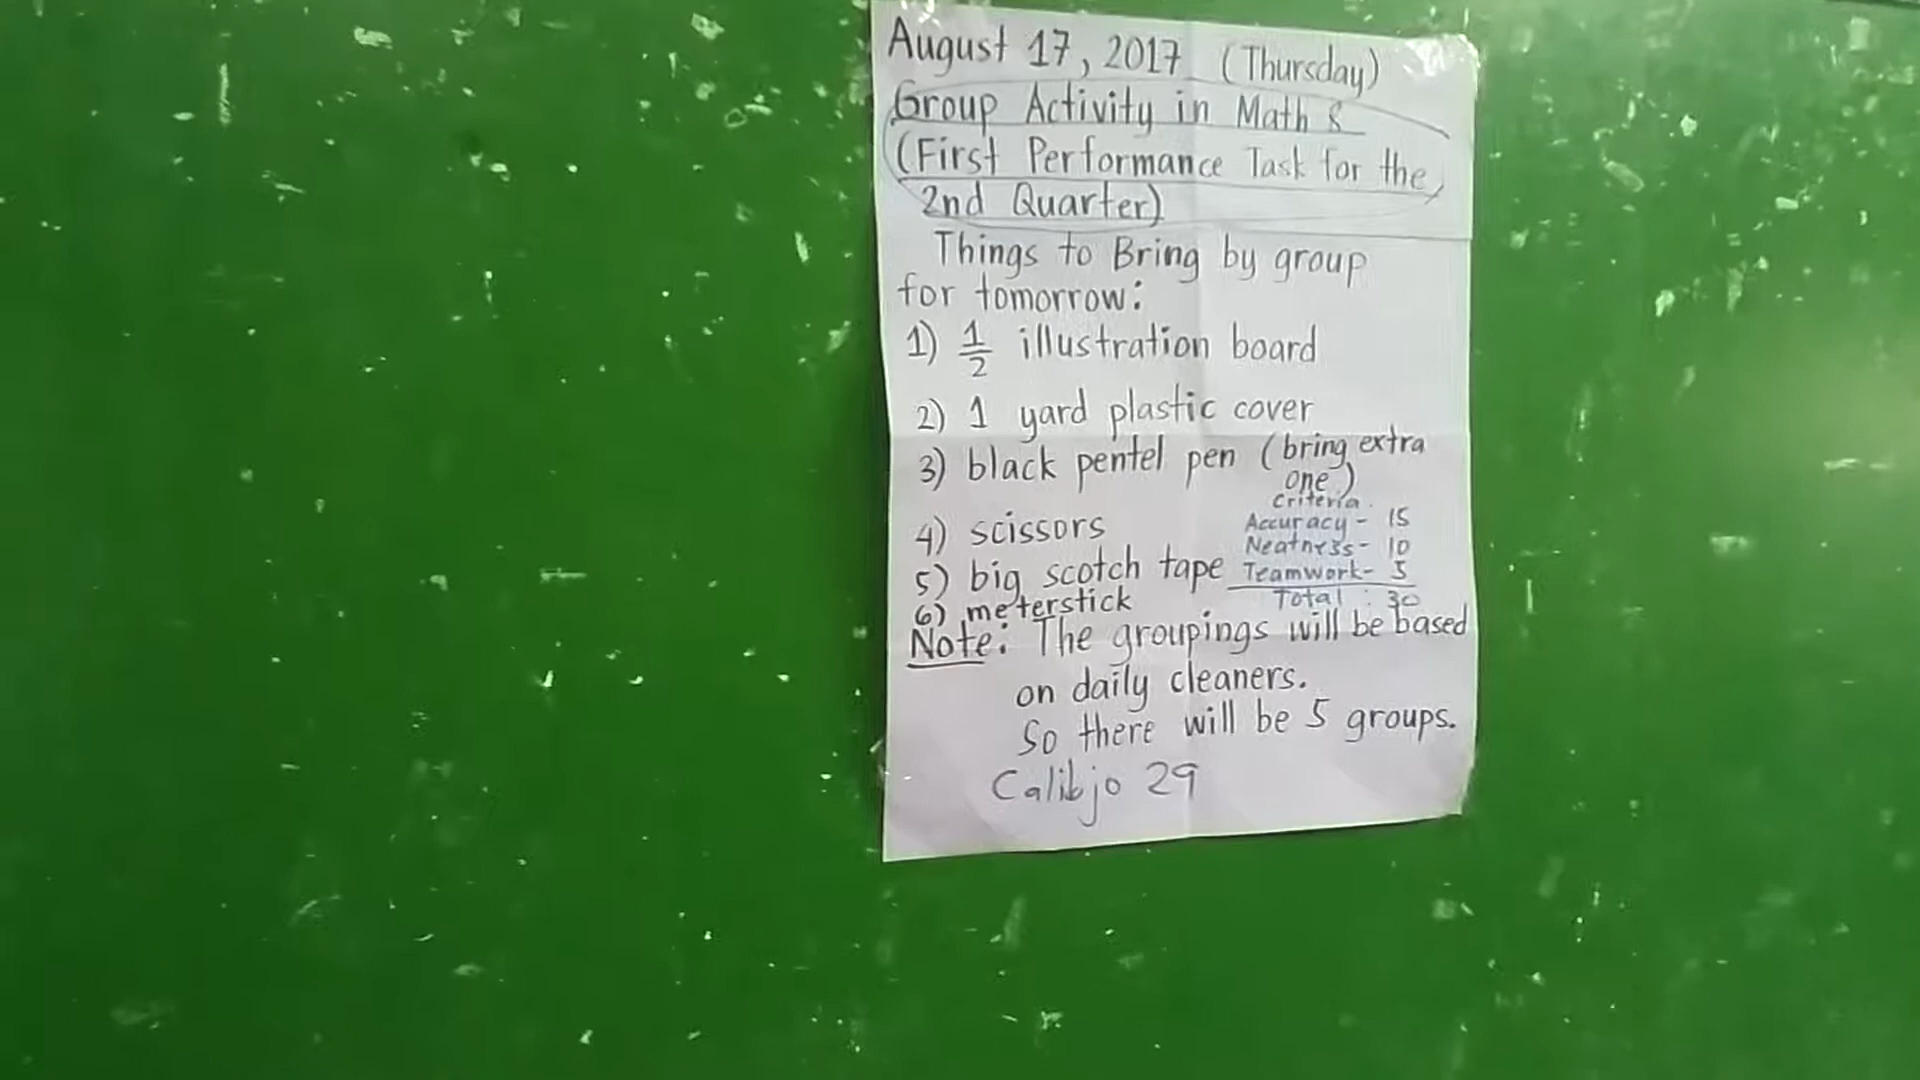 August 17, 2017 (Thursday)
Group Activity in Math 8
(First Performance Task for the
2nd Quarter)
Things to Bring by group
for tomorrow:
1) 1/2 illustration board
2) 1 yard plastic cover
3) black pentel pen (bring extra
one)
4) scissors
5) big scotch tape
6) meterstick
Criteria
Accuracy - 15
Neatness - 10
Teamwork - 5
Total : 30
Note: The groupings will be based
on daily cleaners.
So there will be 5 groups.
Calibjo 29